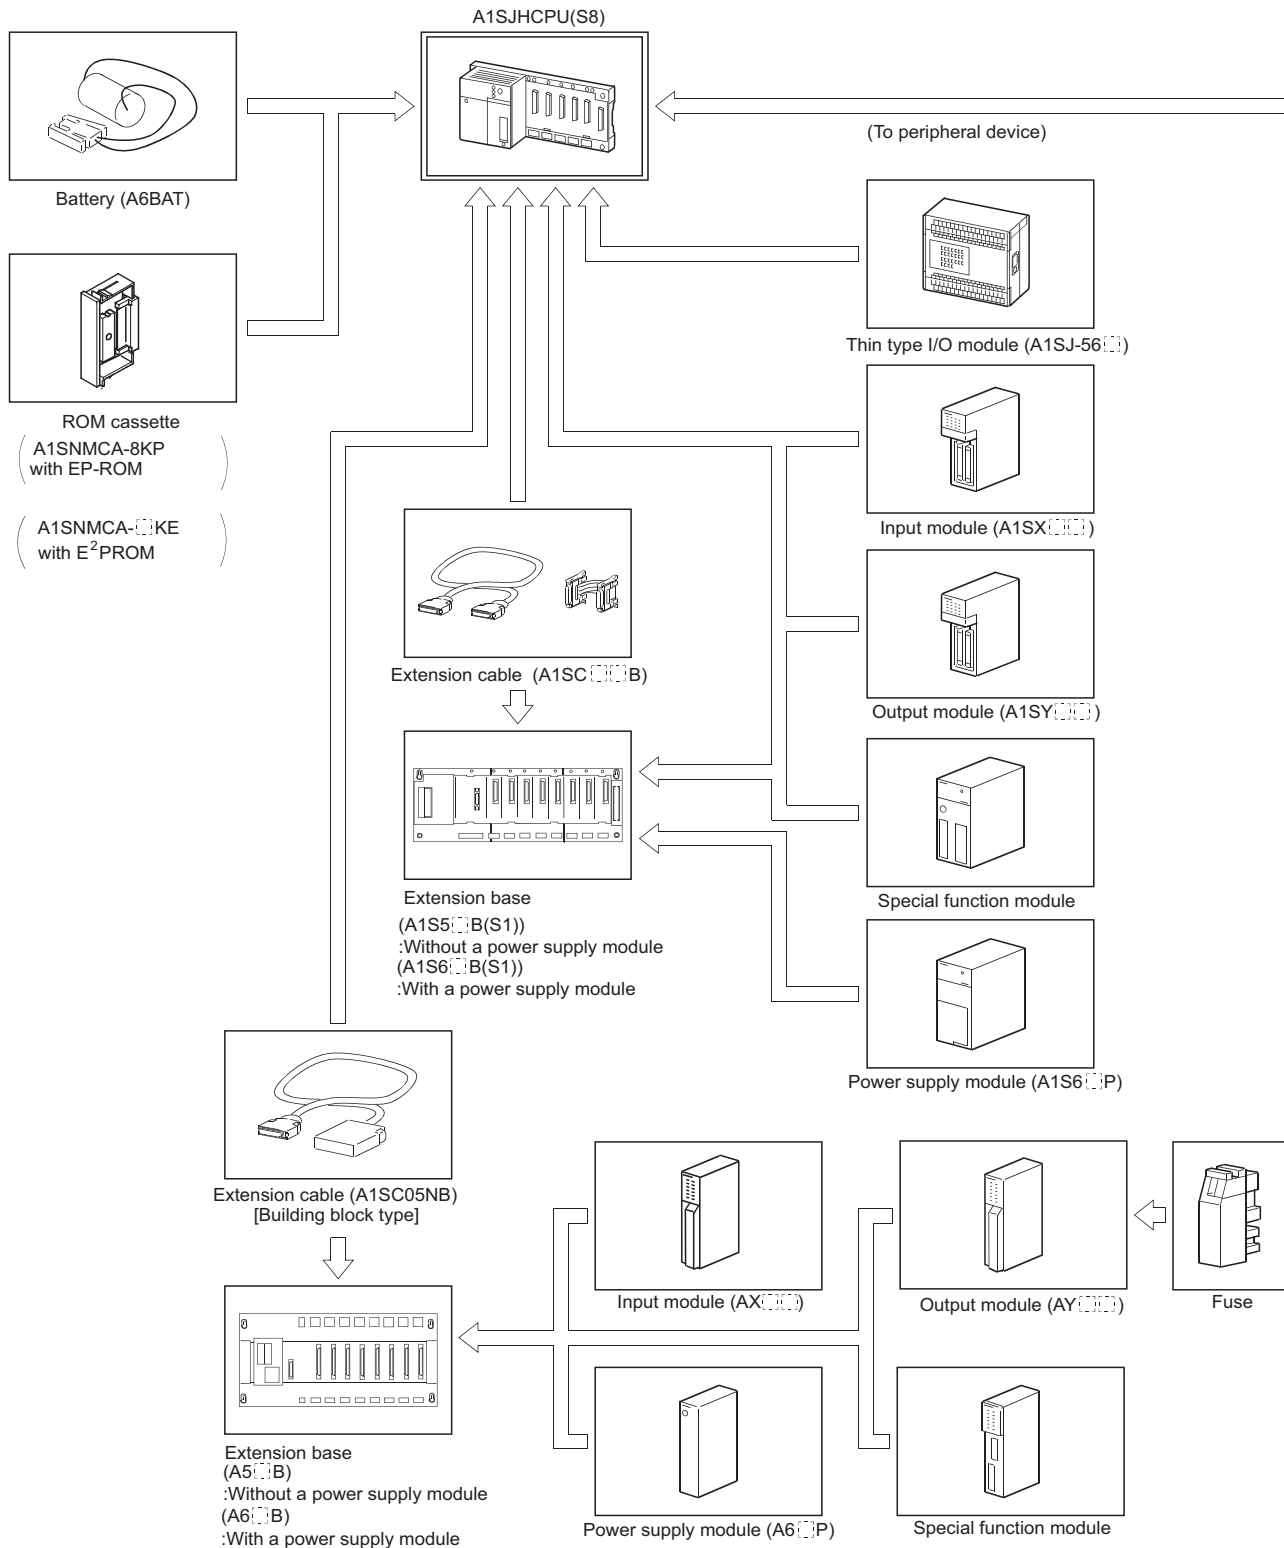 A1SJHCPU(S8)
(To peripheral device)
Battery (A6BAT)
Thin type I/O module (A1SJ-56□)
ROM cassette
A1SNMCA-8KP
with EP-ROM
A1SNMCA-□KE
with E²PROM
Input module (A1SX□□)
Extension cable (A1SC□□B)
Output module (A1SY□□)
Extension base
(A1S5□B(S1))
:Without a power supply module
(A1S6□B(S1))
:With a power supply module
Special function module
Power supply module (A1S6□P)
Extension cable (A1SC05NB)
[Building block type]
Input module (AX□□)
Output module (AY□□)
Fuse
Extension base
(A5□B)
:Without a power supply module
(A6□B)
:With a power supply module
Power supply module (A6□P)
Special function module